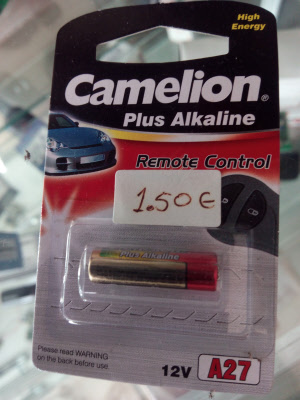 High
Energy
Camelion®
Plus Alkaline
Remote Control
1.50€
Plus Alkaline
Please read WARNING
on the back before use
12V A27